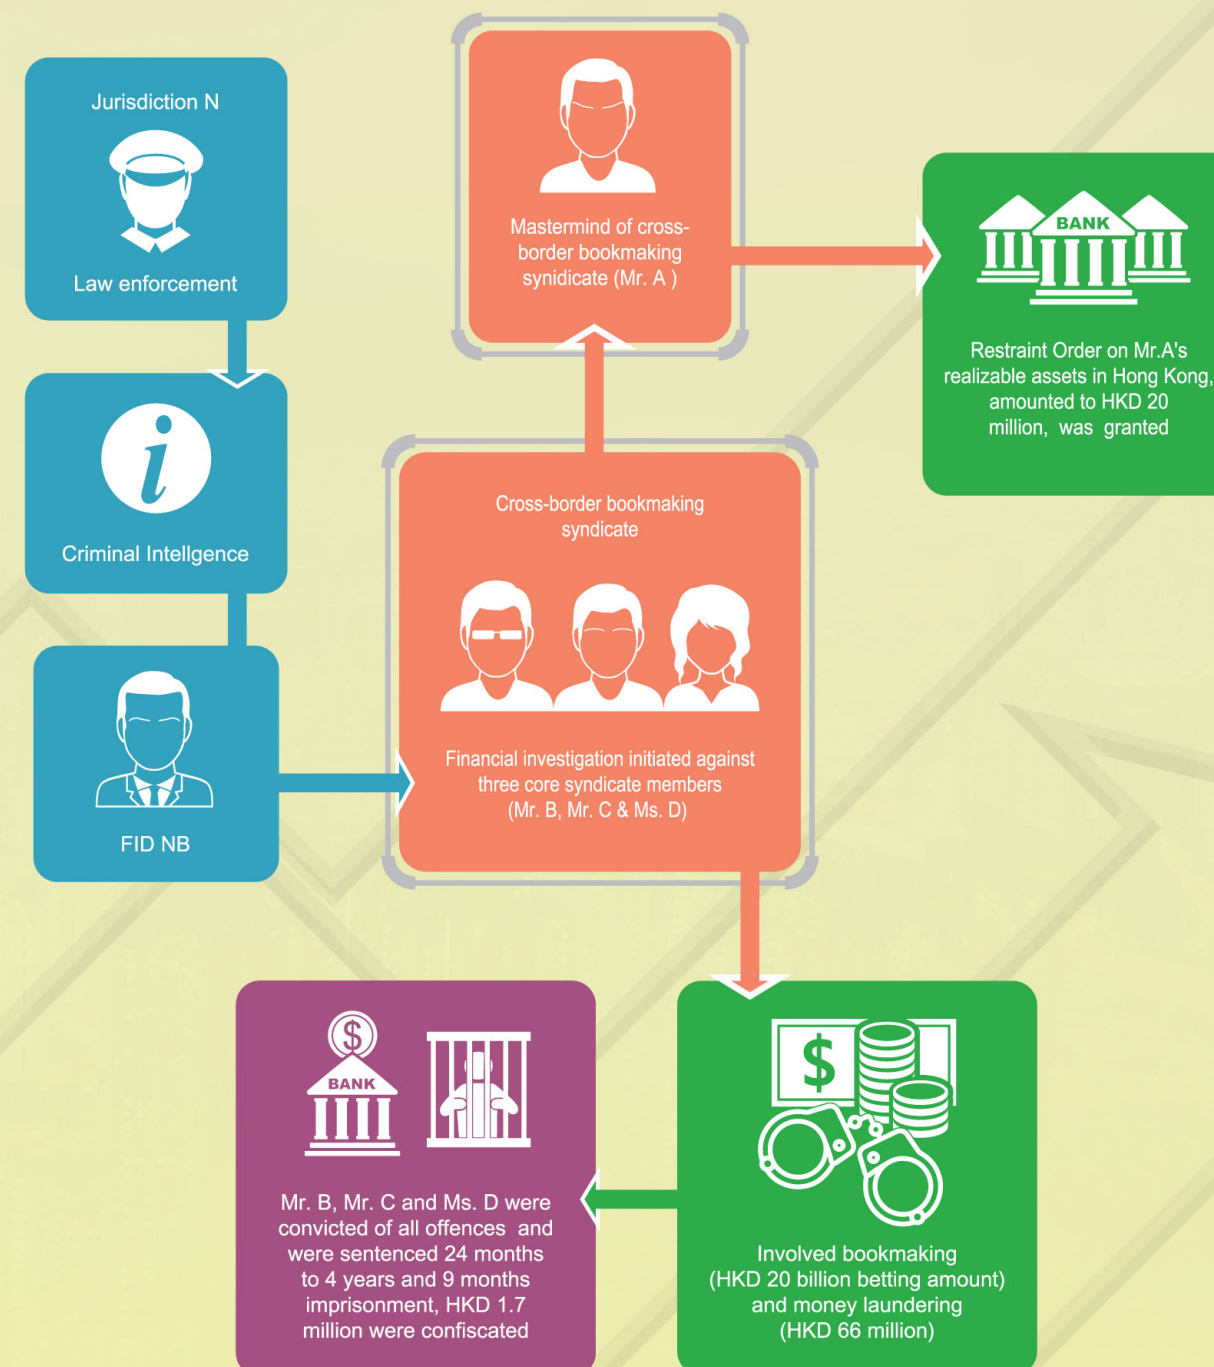 Jurisdiction N
Law enforcement
Criminal Intellgence
FID NB
Mastermind of cross-
border bookmaking
synidicate (Mr. A )
BANK
Restraint Order on Mr.A's
realizable assets in Hong Kong,
amounted to HKD 20
million, was granted
Cross-border bookmaking
syndicate
Financial investigation initiated against
three core syndicate members
(Mr. B, Mr. C & Ms. D)
$
BANK
Mr. B, Mr. C and Ms. D were
convicted of all offences and
were sentenced 24 months
to 4 years and 9 months
imprisonment, HKD 1.7
million were confiscated
$
Involved bookmaking
(HKD 20 billion betting amount)
and money laundering
(HKD 66 million)